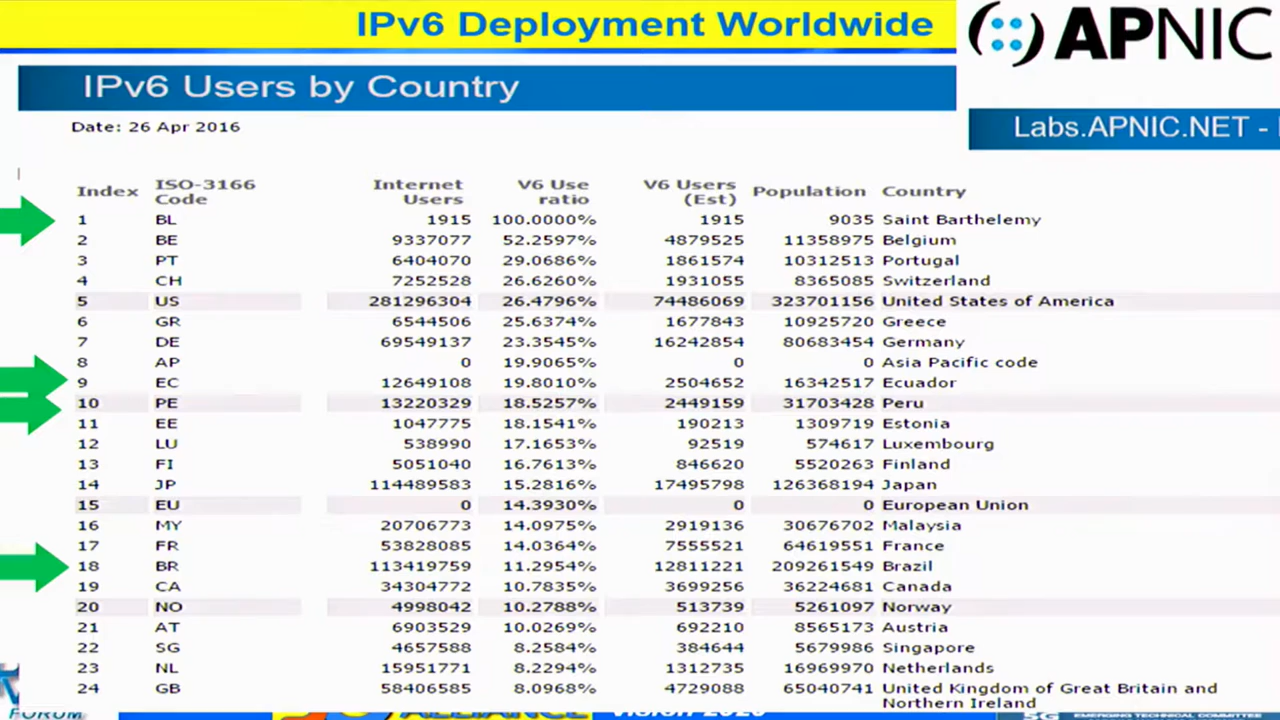 IPv6 Deployment Worldwide
APNIC
IPv6 Users by Country
Date: 26 Apr 2016
Labs.APNIC.NET -
Index ISO-3166 Code Internet Users V6 Use ratio V6 Users (Est) Population Country
1 BL 1915 100.0000% 1915 9035 Saint Barthelemy
2 BE 9337077 52.2597% 4879525 11358975 Belgium
3 PT 6404070 29.0686% 1861574 10312513 Portugal
4 CH 7252528 26.6260% 1931055 8365085 Switzerland
5 US 281296304 26.4796% 74486069 323701156 United States of America
6 GR 6544506 25.6374% 1677843 10925720 Greece
7 DE 69549137 23.3545% 16242854 80683454 Germany
8 AP 0 19.9065% 0 0 Asia Pacific code
9 EC 12649108 19.8010% 2504652 16342517 Ecuador
10 PE 13220329 18.5257% 2449159 31703428 Peru
11 EE 1047775 18.1541% 190213 1309719 Estonia
12 LU 538990 17.1653% 92519 574617 Luxembourg
13 FI 5051040 16.7613% 846620 5520263 Finland
14 JP 114489583 15.2816% 17495798 126368194 Japan
15 EU 0 14.3930% 0 0 European Union
16 MY 20706773 14.0975% 2919136 30676702 Malaysia
17 FR 53828085 14.0364% 7555521 64619551 France
18 BR 113419759 11.2954% 12811221 209261549 Brazil
19 CA 34304772 10.7835% 3699256 36224681 Canada
20 NO 4998042 10.2788% 513739 5261097 Norway
21 AT 6903529 10.0269% 692210 8565173 Austria
22 SG 4657588 8.2584% 384644 5679986 Singapore
23 NL 15951771 8.2294% 1312735 16969970 Netherlands
24 GB 58406585 8.0968% 4729088 65040741 United Kingdom of Great Britain and
Northern Ireland
FORUM